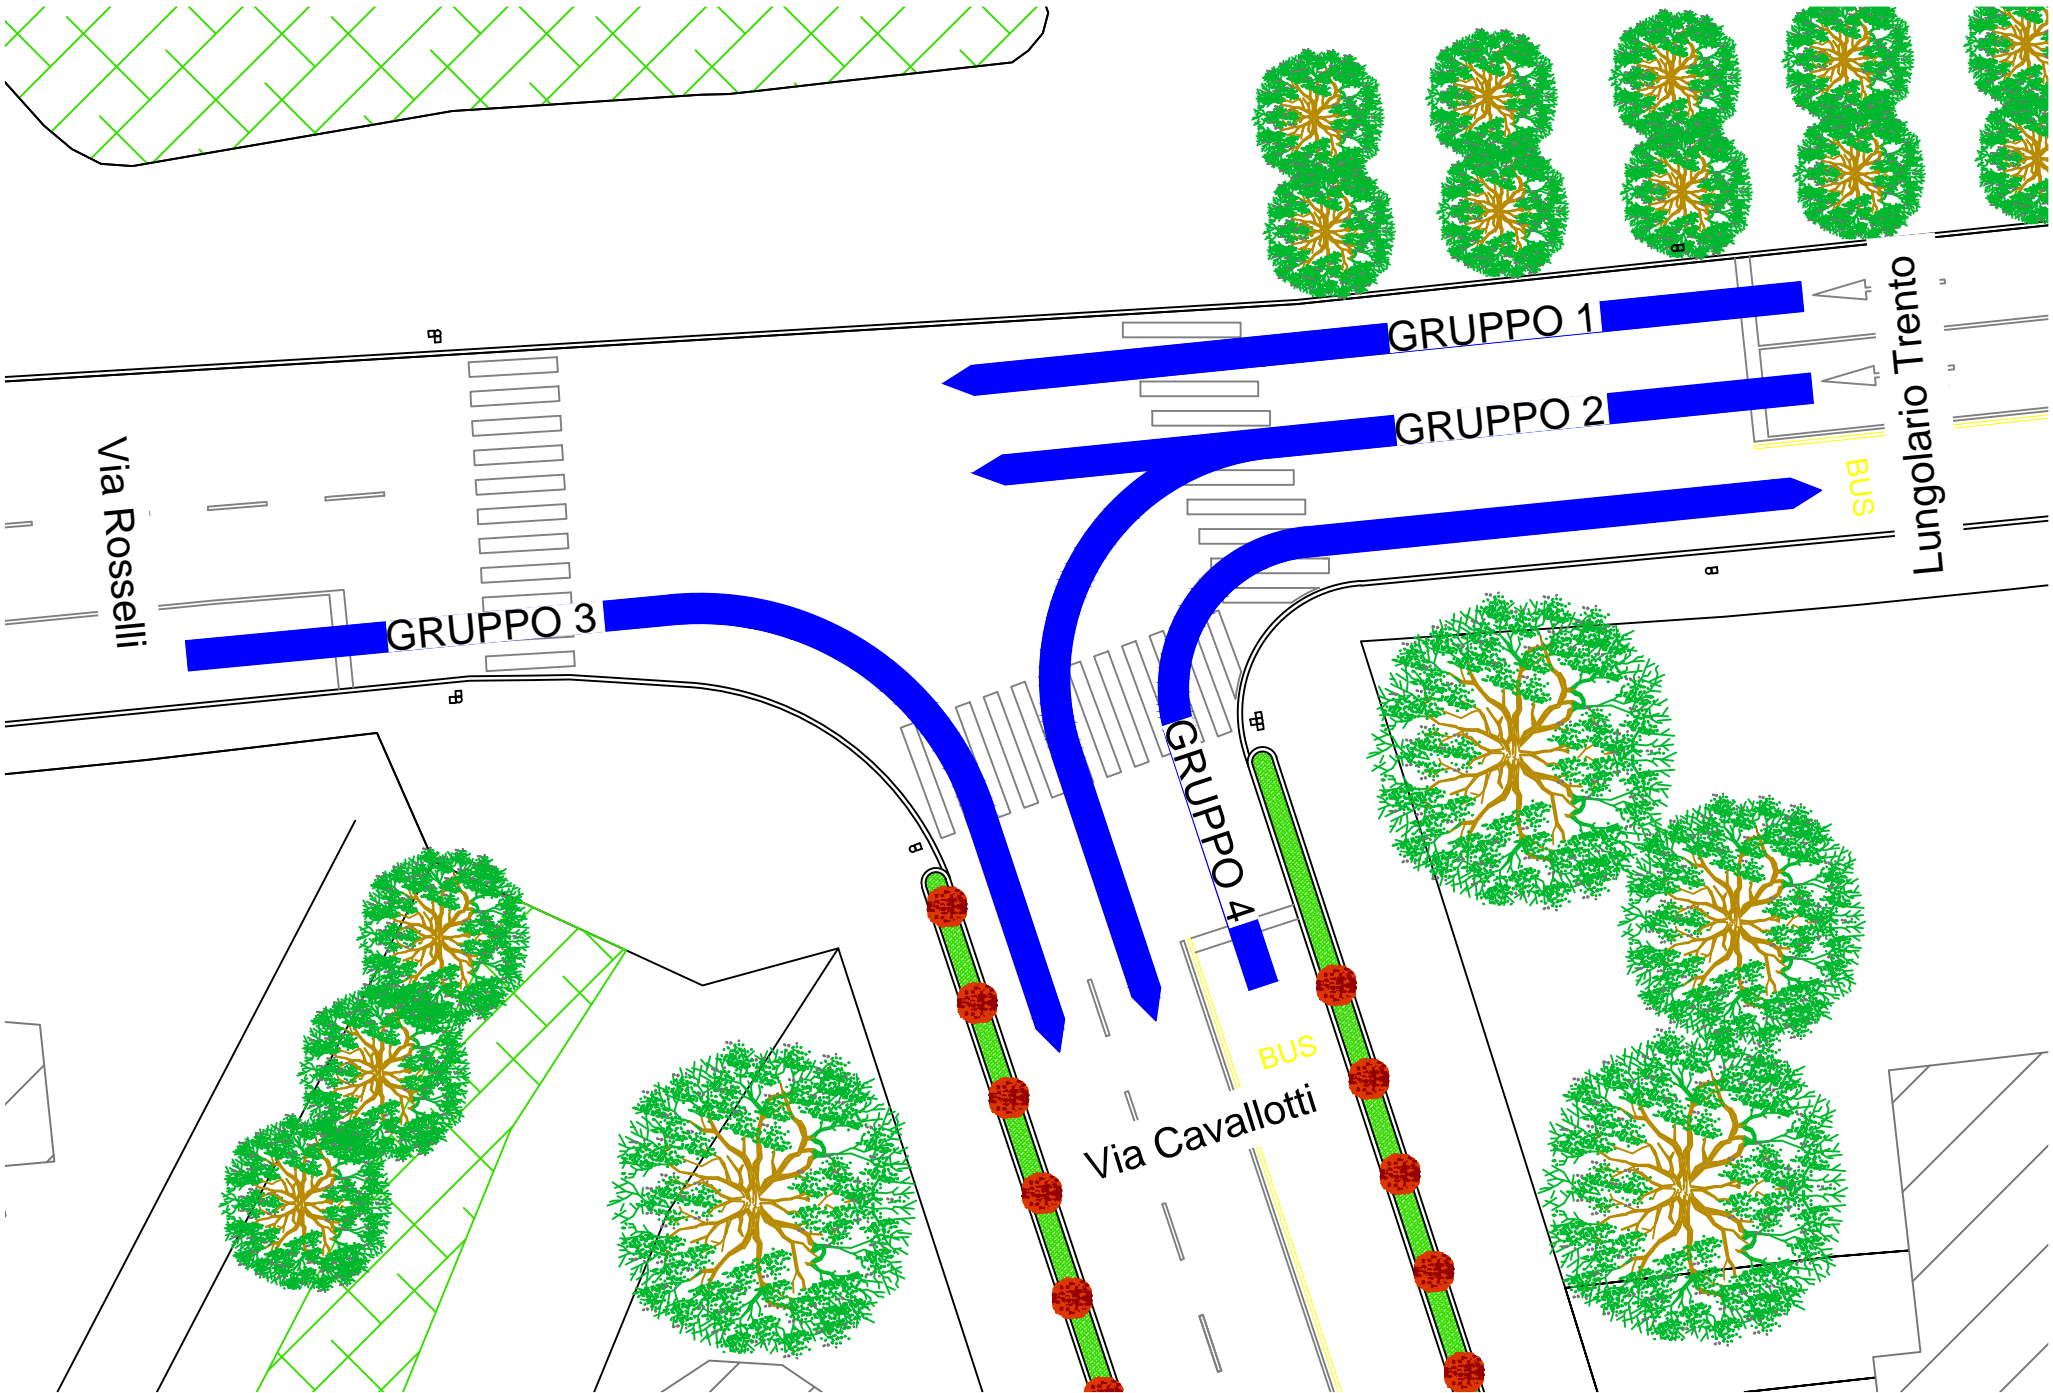 GRUPPO 1
Lungolario Trento
GRUPPO 2
Via Rosselli
BUS
GRUPPO 3
GRUPPO 4
BUS
Via Cavallotti